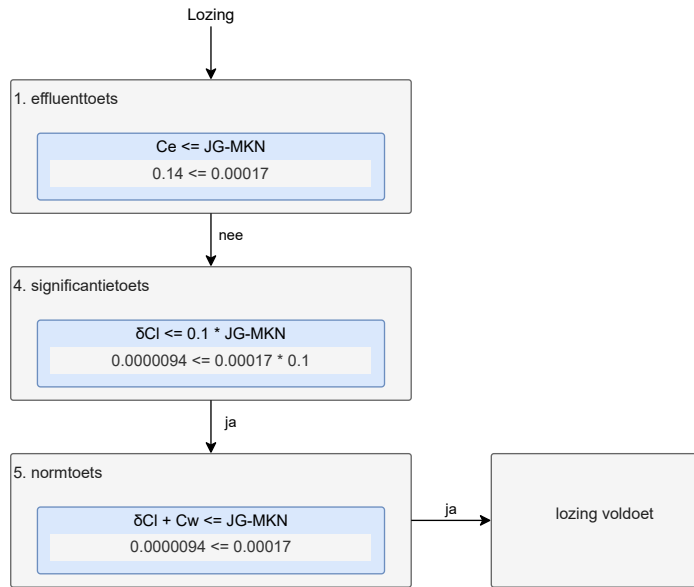 Lozing
1. effluenttoets
Ce <= JG-MKN
0.14 <= 0.00017
nee
4. significantietoets
δCl <= 0.1 * JG-MKN
0.0000094 <= 0.00017 * 0.1
ja
5. normtoets
δCl + Cw <= JG-MKN
0.0000094 <= 0.00017
ja
lozing voldoet